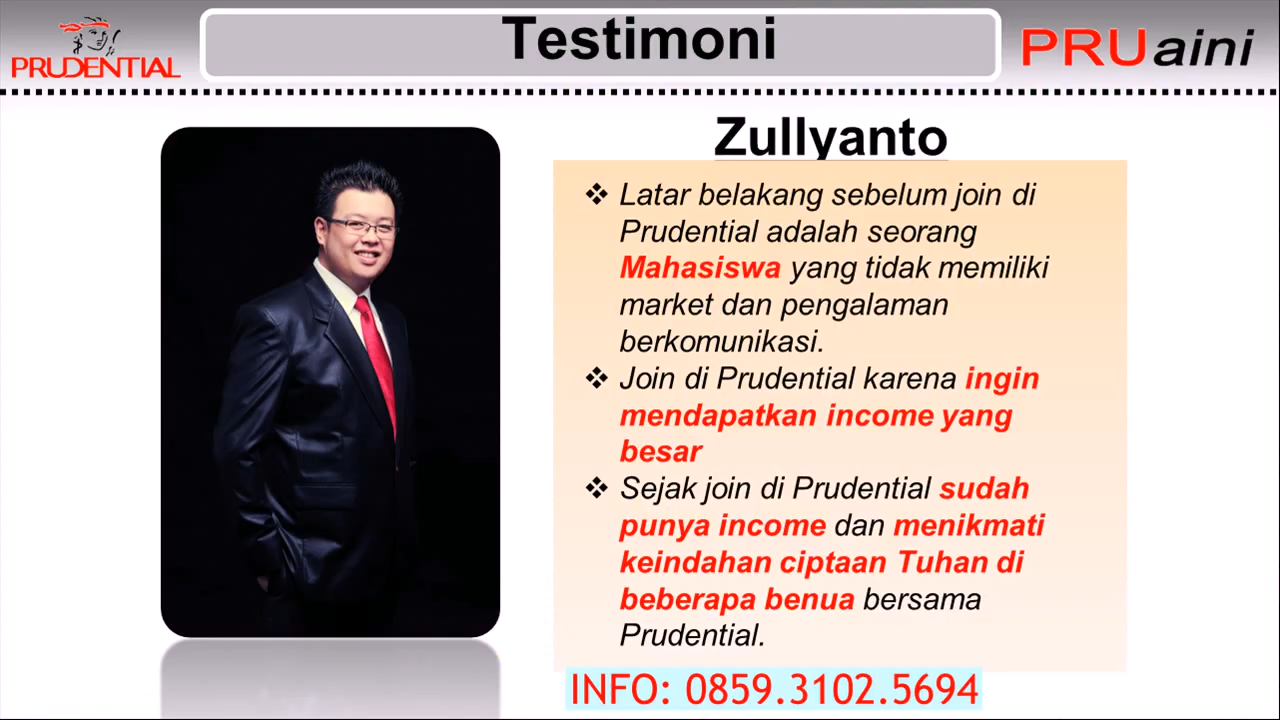 Testimoni
PRUDENTIAL
PRUaini
Zullyanto
❖ Latar belakang sebelum join di
Prudential adalah seorang
Mahasiswa yang tidak memiliki
market dan pengalaman
berkomunikasi.
❖ Join di Prudential karena ingin
mendapatkan income yang
besar
❖ Sejak join di Prudential sudah
punya income dan menikmati
keindahan ciptaan Tuhan di
beberapa benua bersama
Prudential.
INFO: 0859.3102.5694